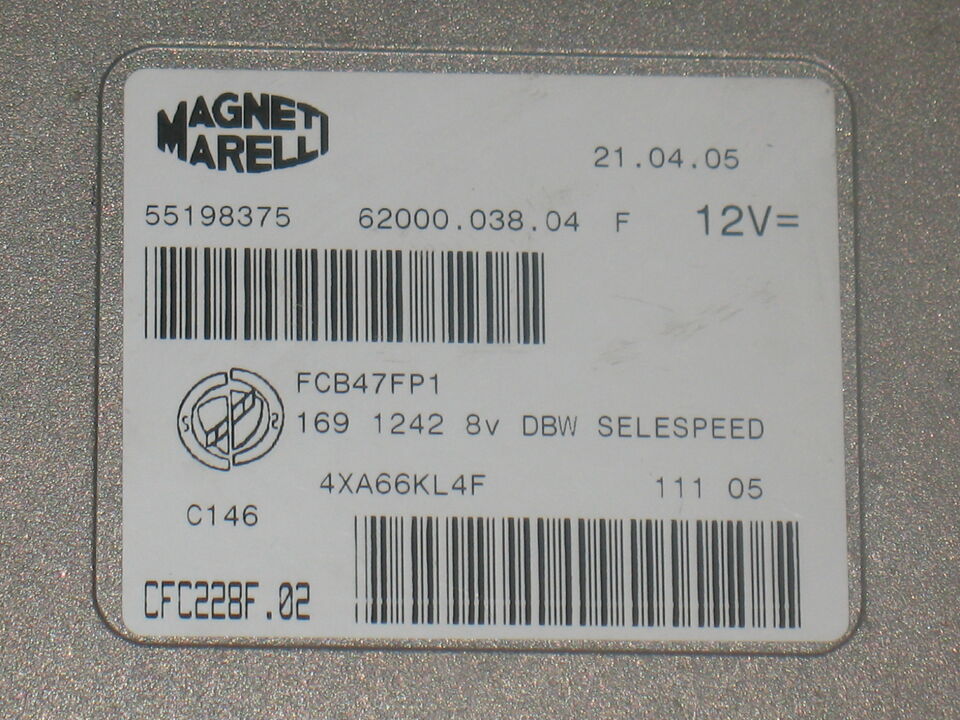 MAGNETI
MARELLI
21.04.05
55198375 62000.038.04 F 12V=
FCB47FP1
169 1242 8v DBW SELESPEED
4XA66KL4F 111 05
C146
CFC228F.02